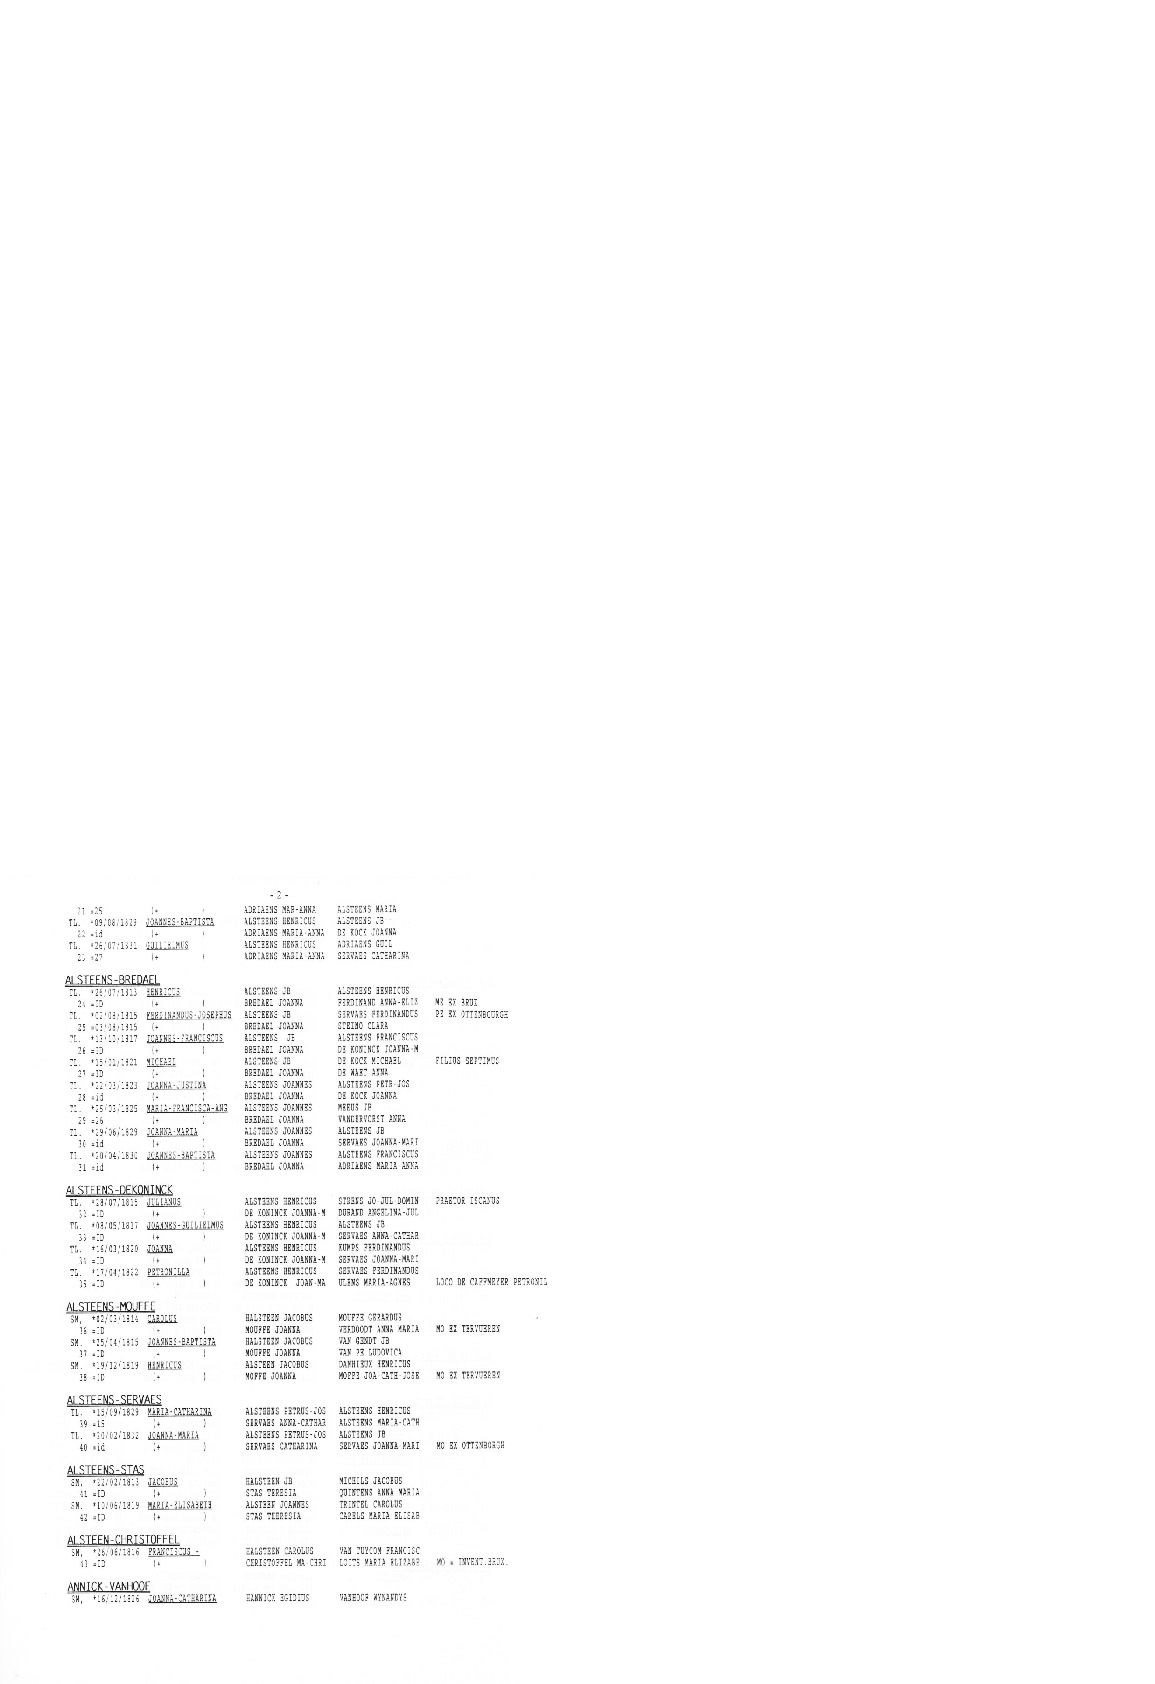 - 2 -
21 =25 (+ ) ADRIAENS MAR-ANNA ALSTEENS MARIA
TL. *09/08/1829 JOANNES-BAPTISTA ALSTEENS HENRICUS ALSTEENS JB
22 =id (+ ) ADRIAENS MARIA-ANNA DE KOCK JOANNA
TL. *26/07/1831 GUILIELMUS ALSTEENS HENRICUS ADRIAENS GUIL
23 =27 (+ ) ADRIAENS MARIA-ANNA SERVAES CATHARINA
ALSTEENS-BREDAEL
TL. *28/07/1813 HENRICUS ALSTEENS JB ALSTEENS HENRICUS
24 =ID (+ ) BREDAEL JOANNA FERDINAND ANNA-ELIS ME EX BRUX
TL. *02/08/1815 FERDINANDUS-JOSEPHUS ALSTEENS JB SERVAES FERDINANDUS PE EX OTTENBOURGH
25 =03/08/1815 (+ ) BREDAEL JOANNA STEIMO CLARA
TL. *13/10/1817 JOANNES-FRANCISCUS ALSTEENS JB ALSTEENS FRANCISCUS
26 =ID (+ ) BREDAEL JOANNA DE KONINCK JOANNA-M
TL. *15/01/1821 MICHAEL ALSTEENS JB DE KOCK MICHAEL FILIUS SEPTIMUS
27 =ID (+ ) BREDAEL JOANNA DE WAET ANNA
TL *22/03/1823 JOANNA-JUSTINA ALSTEENS JOANNES ALSTEENS PETR-JOS
28 =id (+ ) BREDAEL JOANNA DE KOCK JOANNA
TL. *25/03/1825 MARIA-FRANCISCA-ANG ALSTEENS JOANNES MEEUS JB
29 =26 (+ ) BREDAEL JOANNA VANDERVORST ANNA
TL. *29/06/1829 JOANNA-MARIA ALSTEENS JOANNES ALSTEENS JB
30 =id (+ ) BREDAEL JOANNA SERVAES JOANNA-MARI
TL. *20/04/1830 JOANNES-BAPTISTA ALSTEENS JOANNES ALSTEENS FRANCISCUS
31 =id (+ ) BREDAEL JOANNA ADRIAENS MARIA ANNA
ALSTEENS-DEKONINCK
TL. *28/07/1815 JULIANUS ALSTEENS HENRICUS STEENS JO-JUL-DOMIN PRAETOR ISCANUS
32 =ID (+ ) DE KONINCK JOANNA-M DURAND ANGELINA-JUL
TL. *08/05/1817 JOANNES-GUILIELMUS ALSTEENS HENRICUS ALSTEENS JB
33 =ID (+ ) DE KONINCK JOANNA-M SERVAES ANNA-CATHAR
TL. *16/03/1820 JOANNA ALSTEENS HENRICUS KUMPS FERDINANDUS
34 =ID (+ ) DE KONINCK JOANNA-M SERVAES JOANNA-MARI
TL. *17/04/1822 PETRONILLA ALSTEENS HENRICUS SERVAES FERDINANDUS
35 =ID (+ ) DE KONINCK JOAN-MA ULENS MARIA-AGNES LOCO DE CAFFMEYER PETRONIL
ALSTEENS-MOUFFE
SM, *02/03/1814 CAROLUS HALSTEEN JACOBUS MOUFFE GERARDUS
36 =ID (+ ) MOUFFE JOANNA VERDOODT ANNA MARIA MO EX TERVUEREN
SM. *25/04/1815 JOANNES-BAPTISTA HALSTEEN JACOBUS VAN GENDT JB
37 =ID (+ ) MOUFFE JOANNA VAN PE LUDOVICA
SM. *19/12/1819 HENRICUS ALSTEEN JACOBUS DANHIEUX HENRICUS
38 =ID (+ ) MOFFE JOANNA MOFFE JOA-CATH-JOSE MO EX TERVUEREN
ALSTEENS-SERVAES
TL. *15/09/1829 MARIA-CATHARINA ALSTEENS PETRUS-JOS ALSTEENS HENRICUS
39 =15 (+ ) SERVAES ANNA-CATHAR ALSTEENS MARIA-CATH
TL. *20/02/1832 JOANNA-MARIA ALSTEENS PETRUS-JOS ALSTEENS JB
40 =id (+ ) SERVAES CATHARINA SERVAES JOANNA-MARI MO EX OTTENBORGH
ALSTEENS-STAS
SM. *22/02/1813 JACOBUS HALSTEEN JB MICHILS JACOBUS
41 =ID (+ ) STAS TERESIA QUINTENS ANNA MARIA
SM. *10/06/1819 MARIA-ELISABETH ALSTEEN JOANNES TRINTEL CAROLUS
42 =ID (+ ) STAS THERESIA CARELS MARIA ELISAB
ALSTEEN-CHRISTOFFEL
SM, *26/06/1816 FRANCISCUS - HALSTEEN CAROLUS VAN TUYCOM FRANCISC
43 =ID (+ ) CHRISTOFFEL MA-CHRI LOITS MARIA ELIZABE MO = INVENT.BRUX.
ANNICK-VANHOOF
SM, *16/12/1826 JOANNA-CATHARINA HANNICK EGIDIUS VANHOOF WYNANDYS